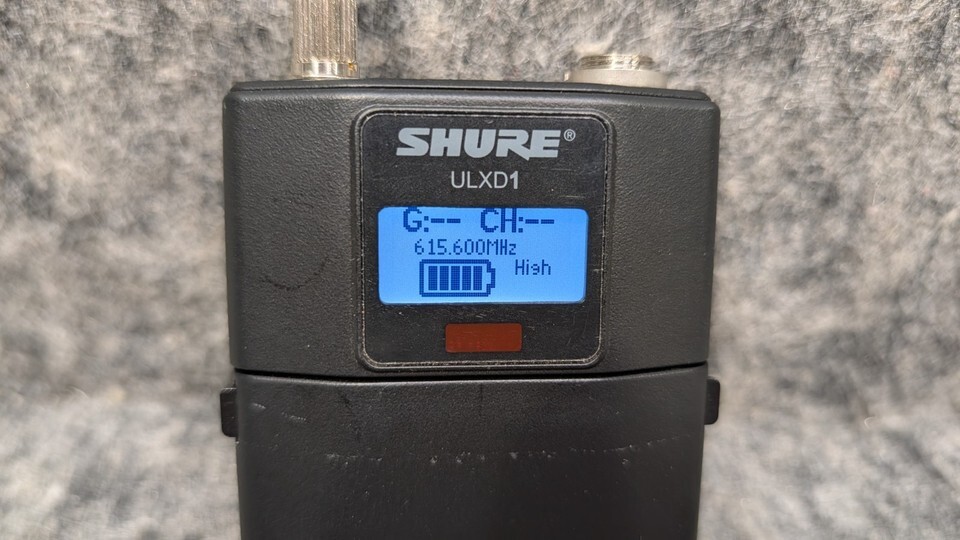 SHURE®
ULXD1
G:-- CH:--
615.600MHz
High